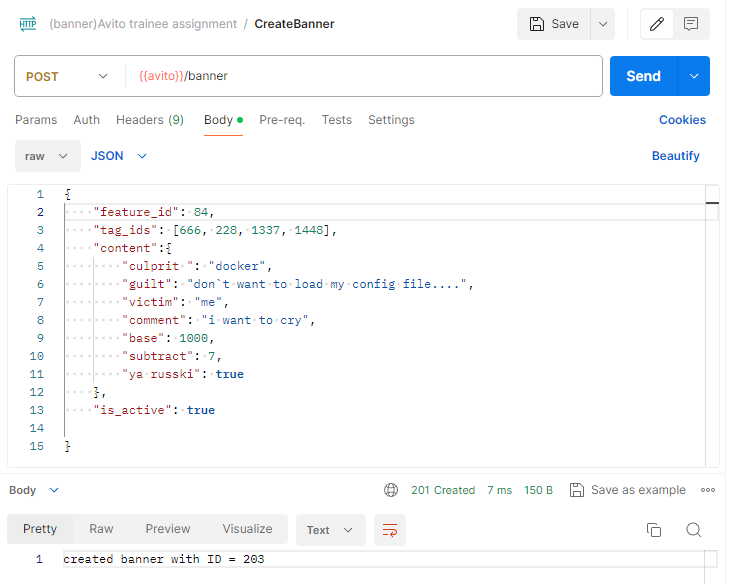 HTTP (banner)Avito trainee assignment / CreateBanner Save
POST {{avito}}/banner Send
Params Auth Headers (9) Body Pre-req. Tests Settings Cookies
raw JSON Beautify
1 {
2 "feature_id": 84,
3 "tag_ids": [666, 228, 1337, 1448],
4 "content":{
5 "culprit ": "docker",
6 "guilt": "don`t want to load my config file....",
7 "victim": "me",
8 "comment": "i want to cry",
9 "base": 1000,
10 "subtract": 7,
11 "ya russki": true
12 },
13 "is_active": true
14
15 }
Body 201 Created 7 ms 150 B Save as example
Pretty Raw Preview Visualize Text
1 created banner with ID = 203